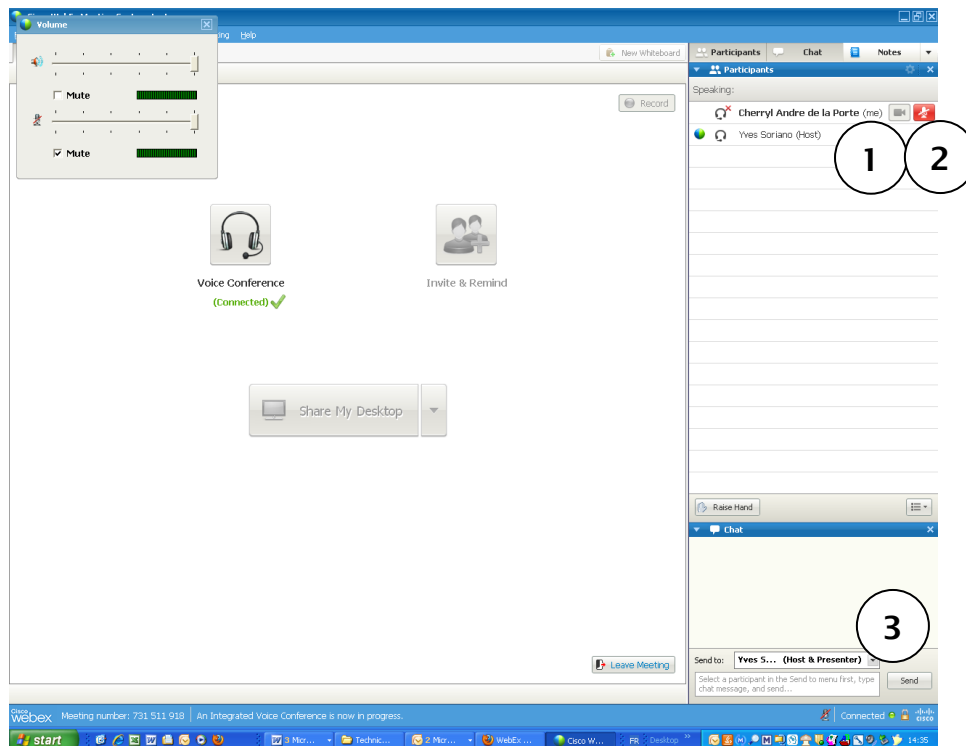 Volume
Help
Mute
Mute
New Whiteboard
Record
Voice Conference
(Connected)
Invite & Remind
Share My Desktop
Leave Meeting
Participants
Chat
Notes
Participants
Speaking:
Cherryl Andre de la Porte (me)
Yves Soriano (Host)
1
2
Raise Hand
Chat
3
Send to:
Yves S... (Host & Presenter)
Select a participant in the Send to menu first, type
chat message, and send...
Send
Cisco
webex
Meeting number: 731 511 918
An Integrated Voice Conference is now in progress.
Connected
cisco
start
3 Micr...
Technic...
2 Micr...
WebEx ...
Cisco W...
FR
Desktop
14:35